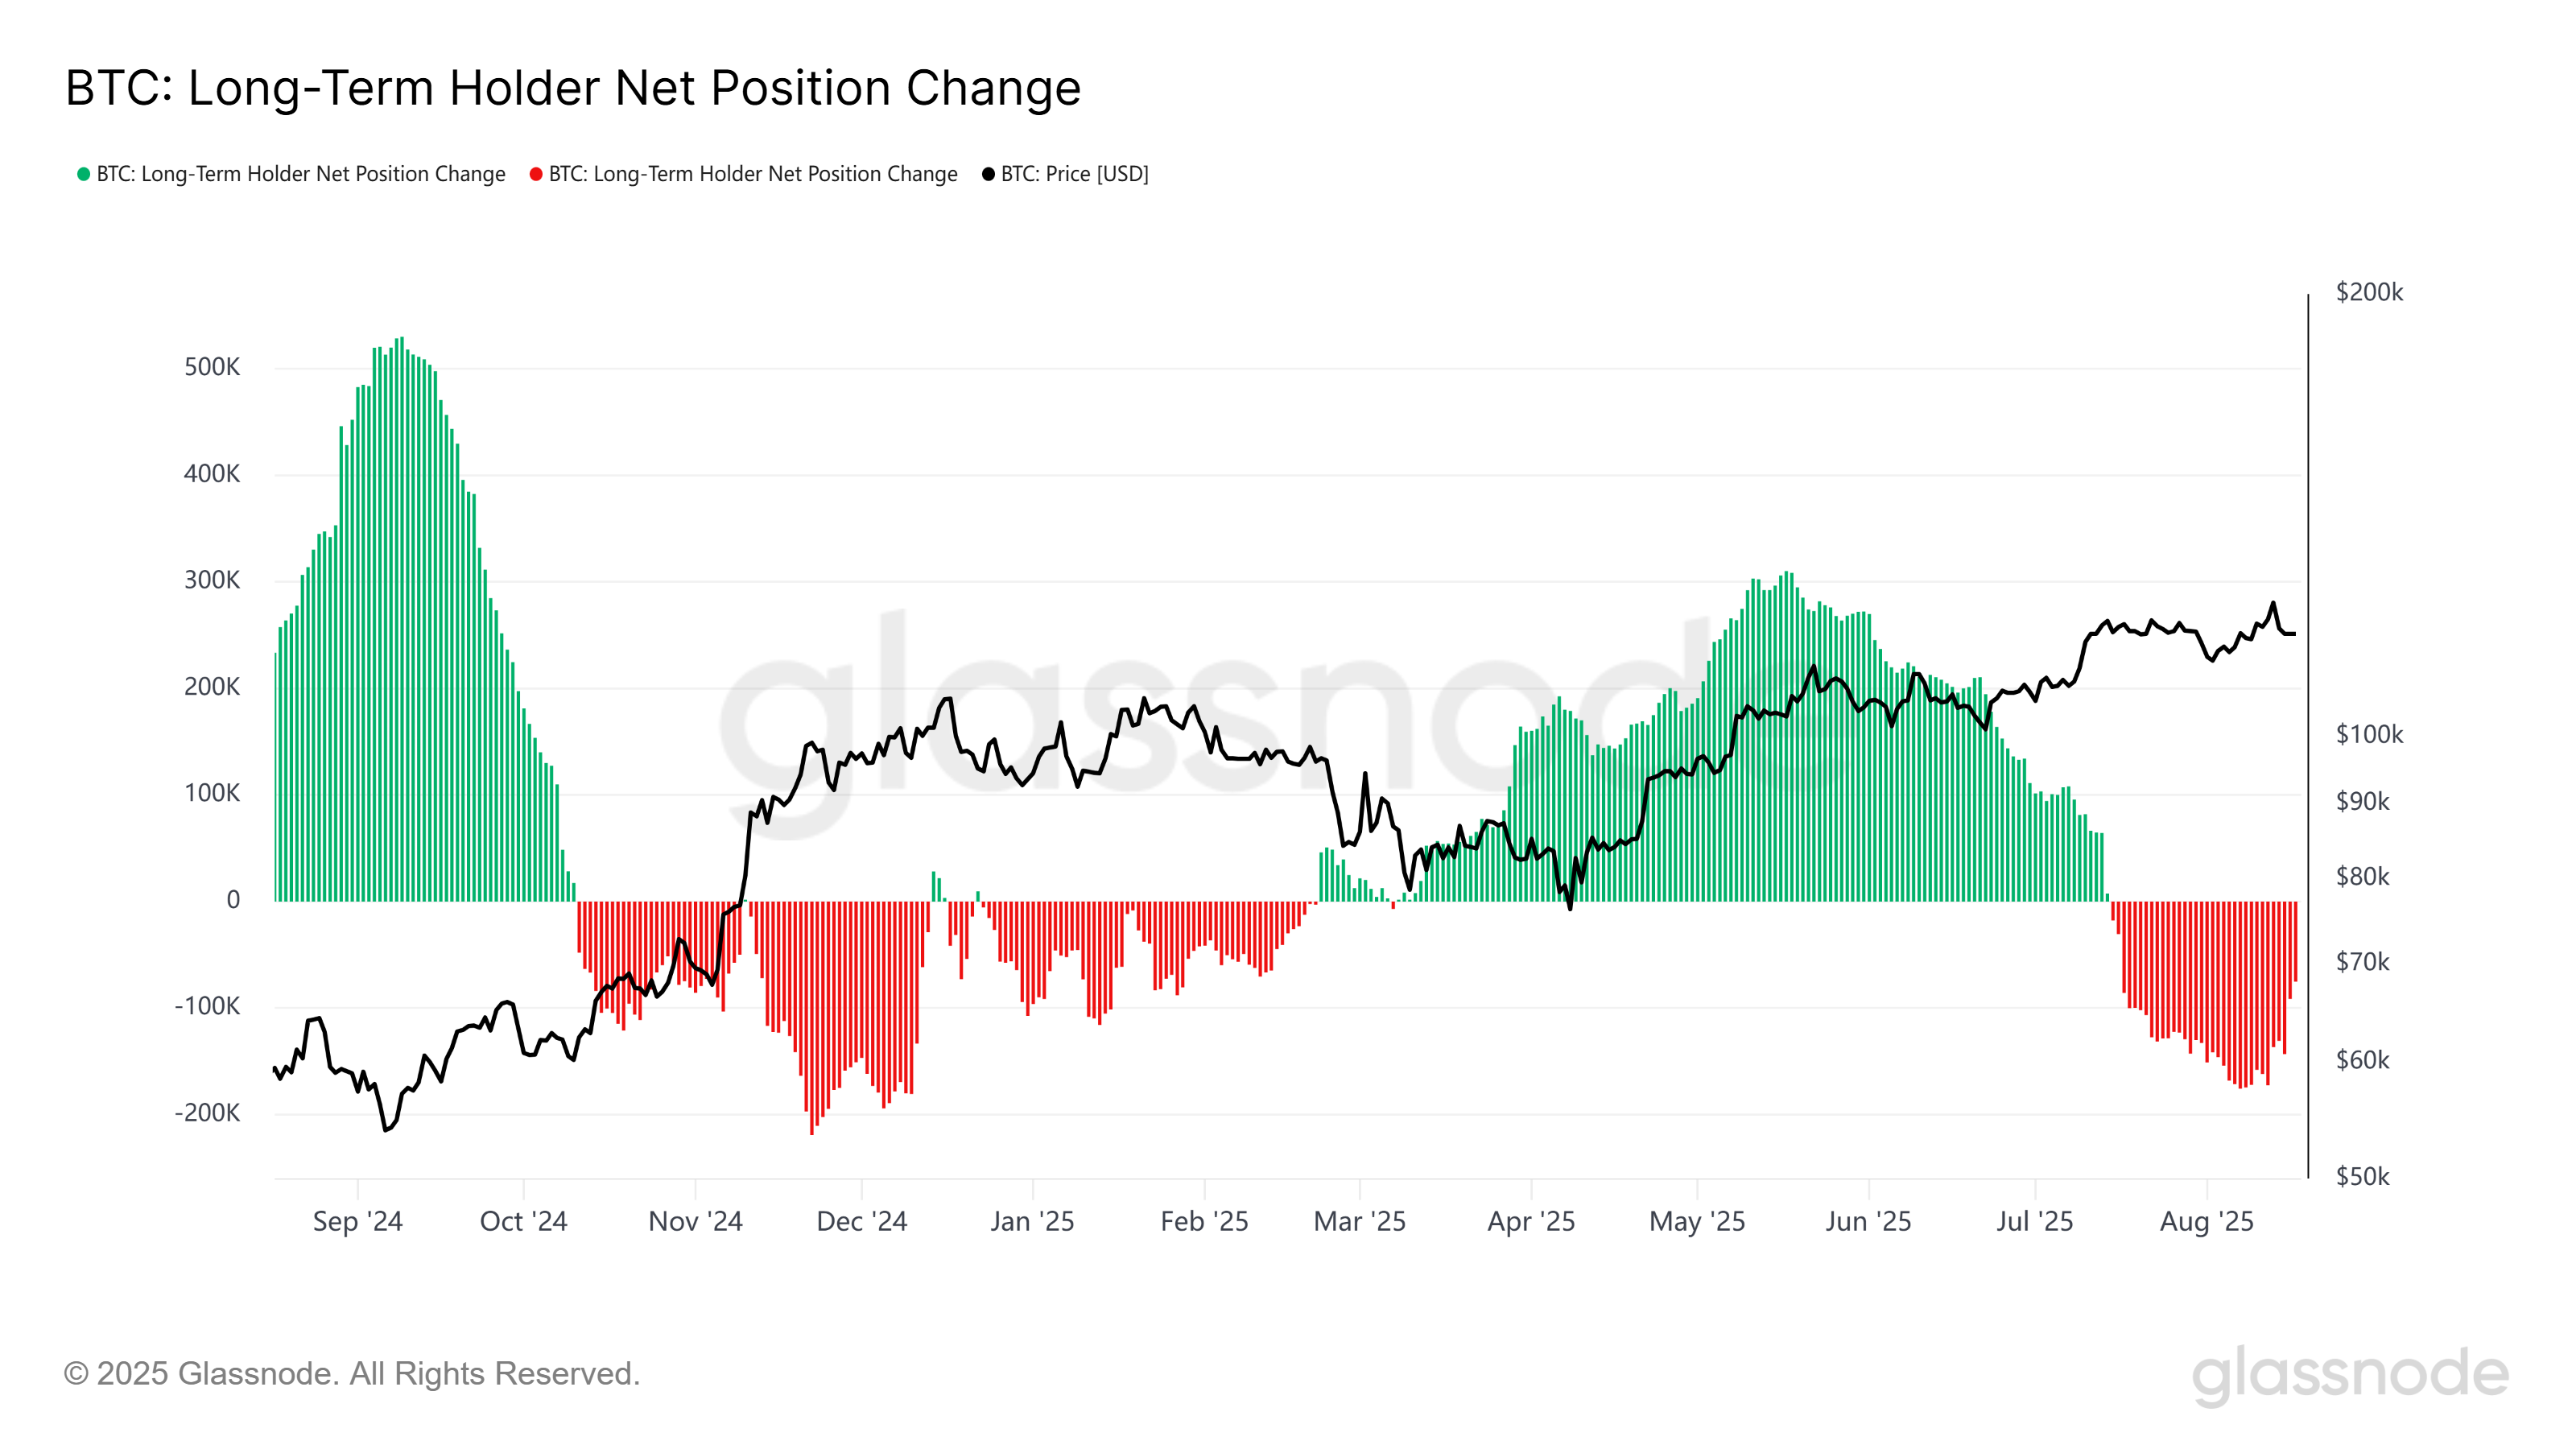 BTC: Long-Term Holder Net Position Change
BTC: Long-Term Holder Net Position Change BTC: Long-Term Holder Net Position Change BTC: Price [USD]
$200k
500K
400K
300K
200K
$100k
100K
$90k
$80k
0
$70k
-100K
$60k
-200K
$50k
glassnode
Sep '24 Oct '24 Nov '24 Dec '24 Jan '25 Feb '25 Mar '25 Apr '25 May '25 Jun '25 Jul '25 Aug '25
© 2025 Glassnode. All Rights Reserved.
glassnode